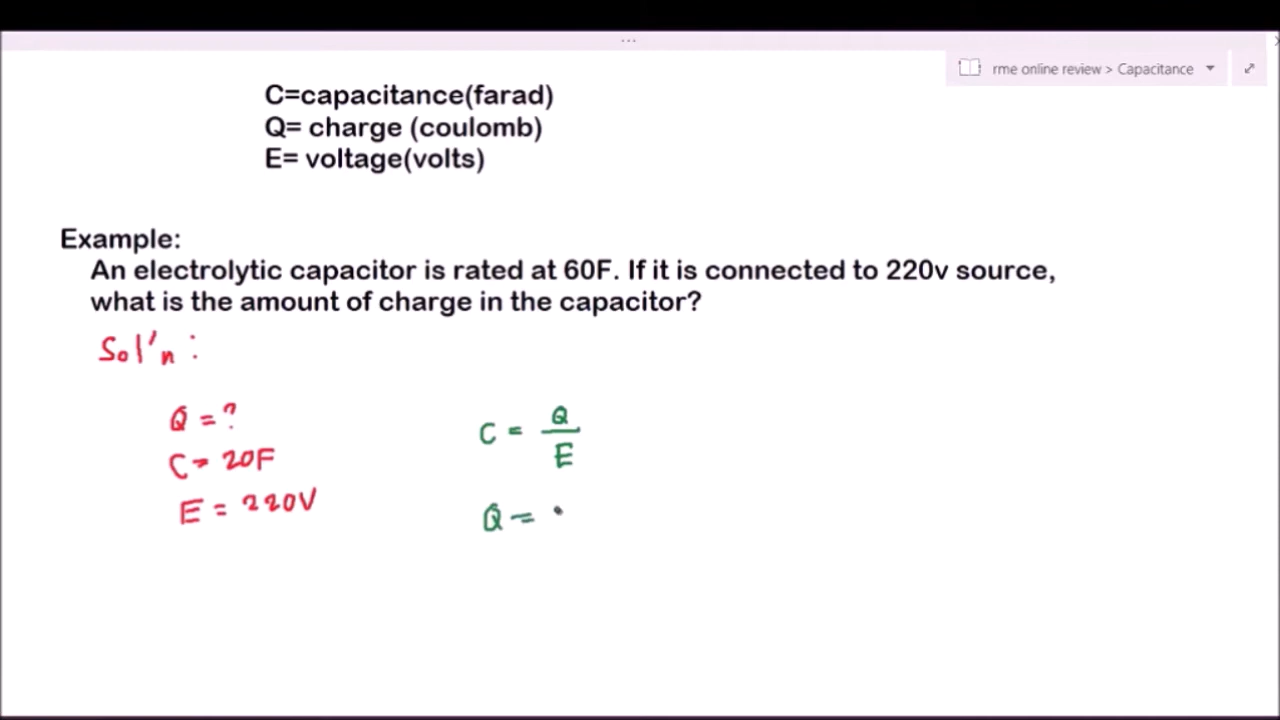 rme online review > Capacitance
C=capacitance(farad)
Q= charge (coulomb)
E= voltage(volts)
Example:
An electrolytic capacitor is rated at 60F. If it is connected to 220v source,
what is the amount of charge in the capacitor?
Sol'n :
Q = ?
C = 20F
E = 220V
C = Q
E
Q =